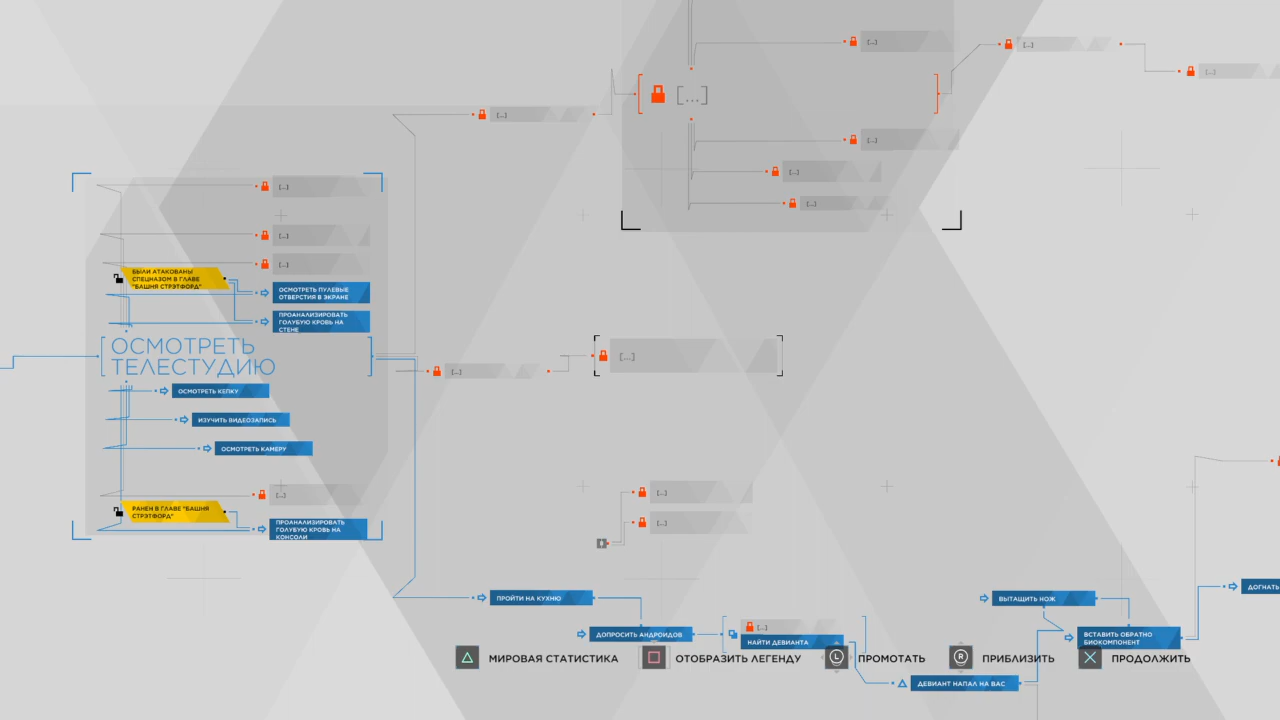 [...]
[...]
[...]
[...]
[...]
[...]
[...]
[...]
[...]
[...]
[...]
БЫЛИ АТАКОВАНЫ
СПЕЦНАЗОМ В ГЛАВЕ
"БАШНЯ СТРЭТФОРД"
ОСМОТРЕТЬ ПУЛЕВЫЕ
ОТВЕРСТИЯ В ЭКРАНЕ
ПРОАНАЛИЗИРОВАТЬ
ГОЛУБУЮ КРОВЬ НА
СТЕНЕ
ОСМОТРЕТЬ
ТЕЛЕСТУДИЮ
[...]
[...]
ОСМОТРЕТЬ КЕПКУ
ИЗУЧИТЬ ВИДЕОЗАПИСЬ
ОСМОТРЕТЬ КАМЕРУ
[...]
[...]
[...]
РАНЕН В ГЛАВЕ "БАШНЯ
СТРЭТФОРД"
ПРОАНАЛИЗИРОВАТЬ
ГОЛУБУЮ КРОВЬ НА
КОНСОЛИ
ДОГНАТЬ
ПРОЙТИ НА КУХНЮ
ВЫТАЩИТЬ НОЖ
[...]
ДОПРОСИТЬ АНДРОИДОВ
НАЙТИ ДЕВИАНТА
ВСТАВИТЬ ОБРАТНО
БИОКОМПОНЕНТ
МИРОВАЯ СТАТИСТИКА
ОТОБРАЗИТЬ ЛЕГЕНДУ
L ПРОМОТАТЬ
R ПРИБЛИЗИТЬ
ПРОДОЛЖИТЬ
ДЕВИАНТ НАПАЛ НА ВАС